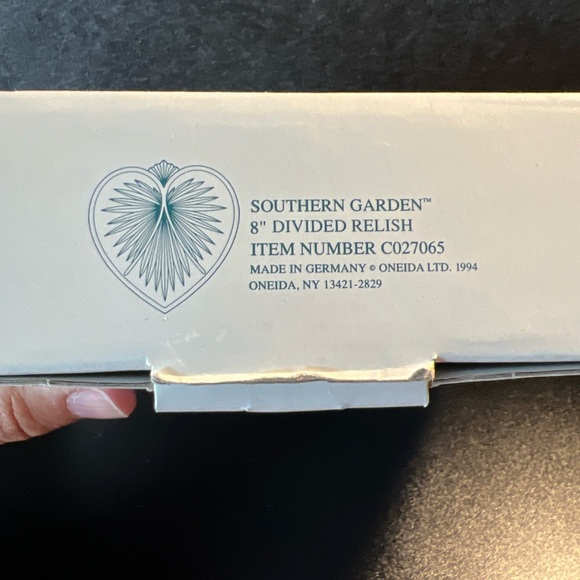 SOUTHERN GARDEN™
8" DIVIDED RELISH
ITEM NUMBER C027065
MADE IN GERMANY © ONEIDA LTD. 1994
ONEIDA, NY 13421-2829